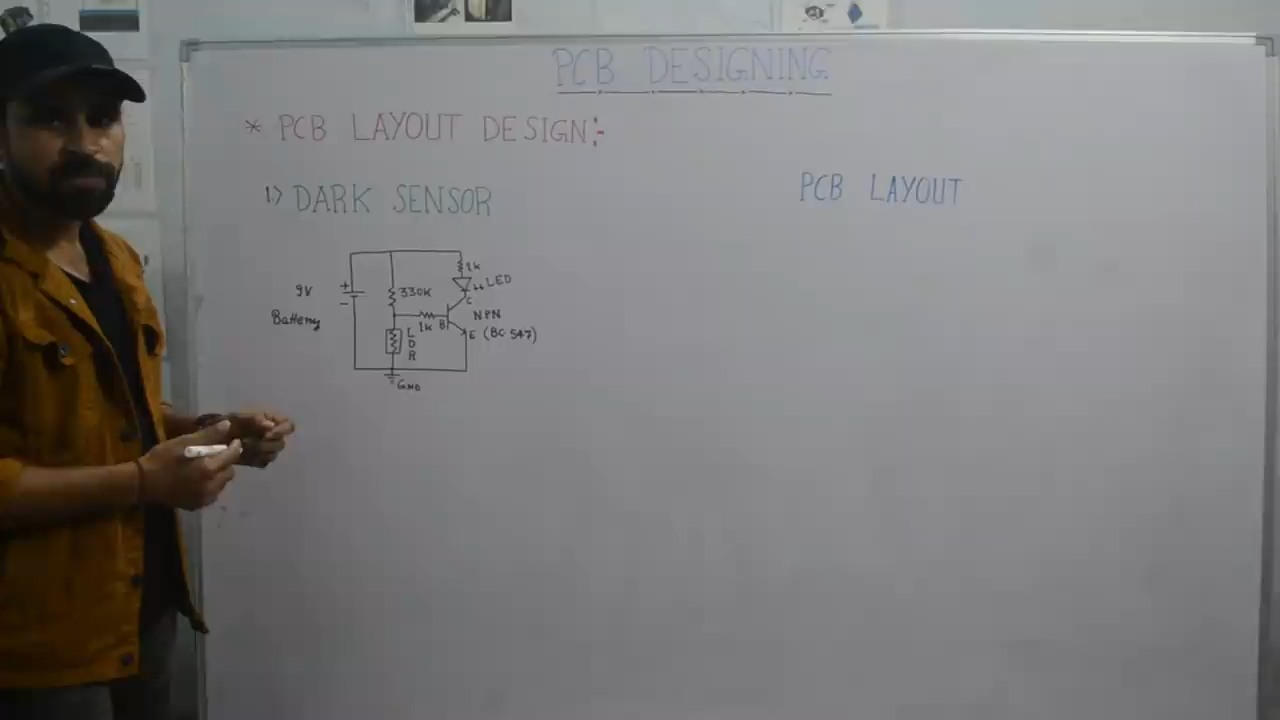 PCB DESIGNING
* PCB LAYOUT DESIGN:-
1.) DARK SENSOR
PCB LAYOUT
1k
LED
C
9V
+
-
330K
Battery
1k
B
NPN
E (BC 547)
L
D
R
GND